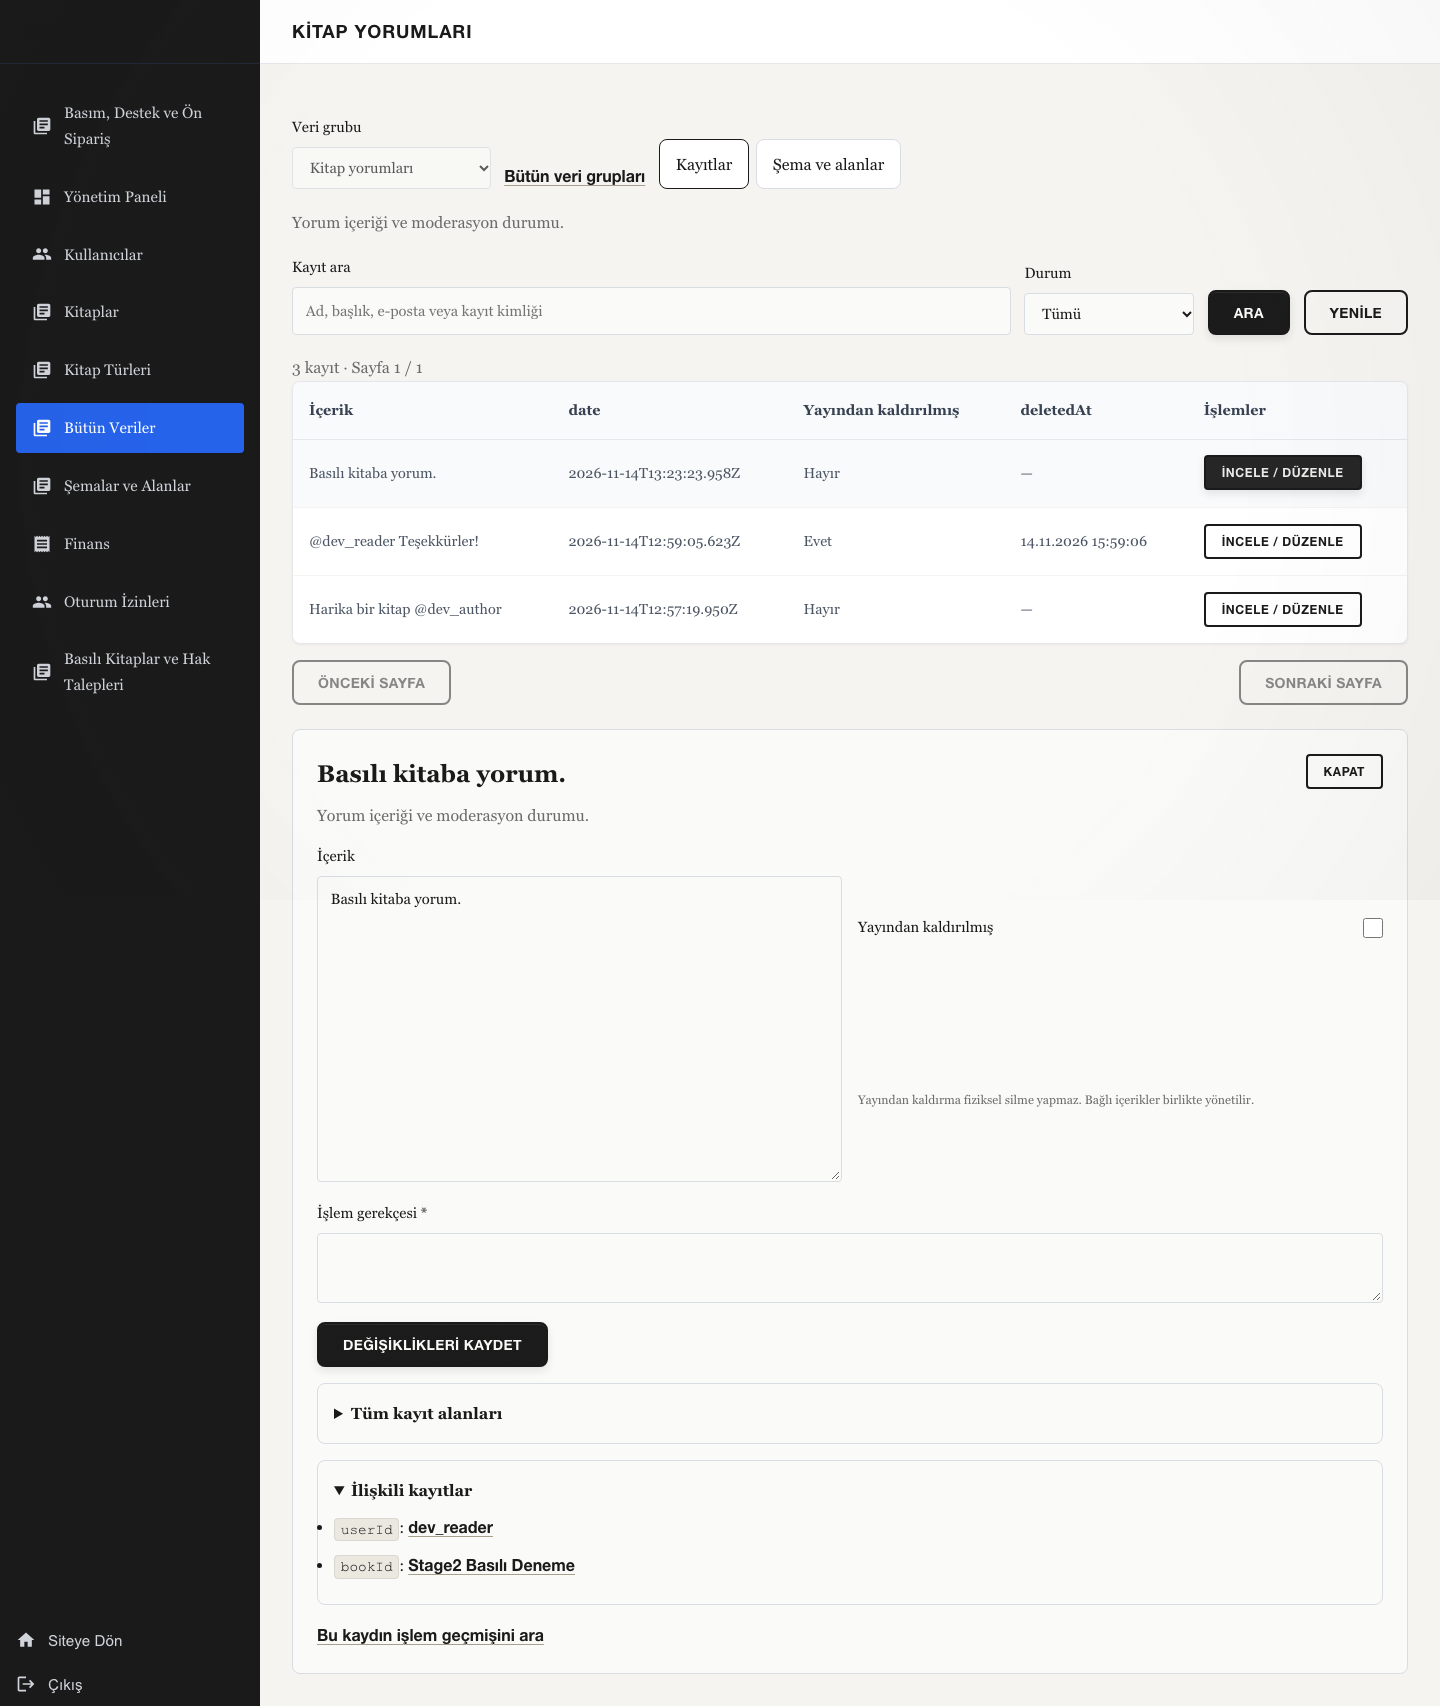 KİTAP YORUMLARI
Basım, Destek ve Ön
Sipariş
Yönetim Paneli
Kullanıcılar
Kitaplar
Kitap Türleri
Bütün Veriler
Şemalar ve Alanlar
Finans
Oturum İzinleri
Basılı Kitaplar ve Hak
Talepleri
Siteye Dön
Çıkış
Veri grubu
Kitap yorumları
Bütün veri grupları
Kayıtlar
Şema ve alanlar
Yorum içeriği ve moderasyon durumu.
Kayıt ara
Ad, başlık, e-posta veya kayıt kimliği
Durum
Tümü
ARA
YENİLE
3 kayıt · Sayfa 1 / 1
İçerik date Yayından kaldırılmış deletedAt İşlemler
Basılı kitaba yorum. 2026-11-14T13:23:23.958Z Hayır — İNCELE / DÜZENLE
@dev_reader Teşekkürler! 2026-11-14T12:59:05.623Z Evet 14.11.2026 15:59:06 İNCELE / DÜZENLE
Harika bir kitap @dev_author 2026-11-14T12:57:19.950Z Hayır — İNCELE / DÜZENLE
ÖNCEKİ SAYFA
SONRAKİ SAYFA
Basılı kitaba yorum.
KAPAT
Yorum içeriği ve moderasyon durumu.
İçerik
Basılı kitaba yorum.
Yayından kaldırılmış
Yayından kaldırma fiziksel silme yapmaz. Bağlı içerikler birlikte yönetilir.
İşlem gerekçesi *
DEĞİŞİKLİKLERİ KAYDET
Tüm kayıt alanları
İlişkili kayıtlar
userId: dev_reader
bookId: Stage2 Basılı Deneme
Bu kaydın işlem geçmişini ara